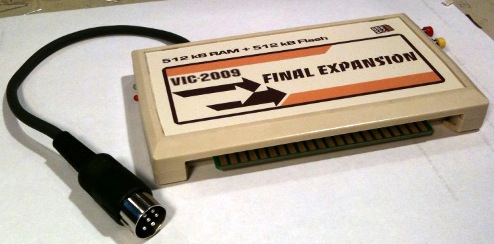 512 kB RAM + 512 kB Flash
VIC-2009
FINAL EXPANSION